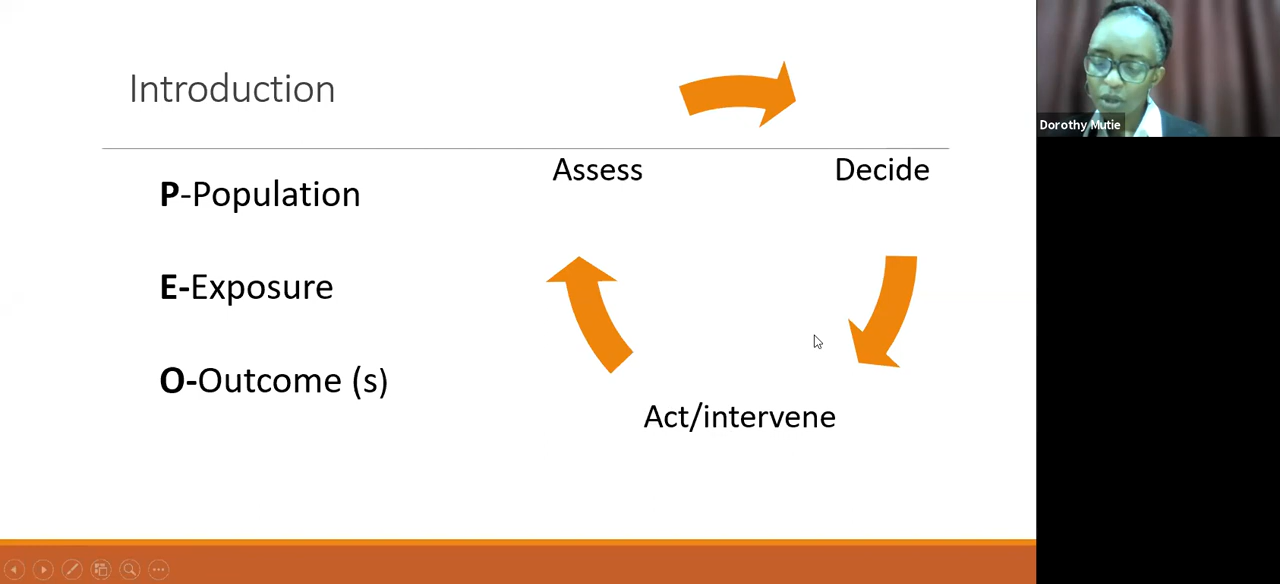 Introduction
P-Population
E-Exposure
O-Outcome (s)
Assess
Decide
Act/intervene
Dorothy Mutie